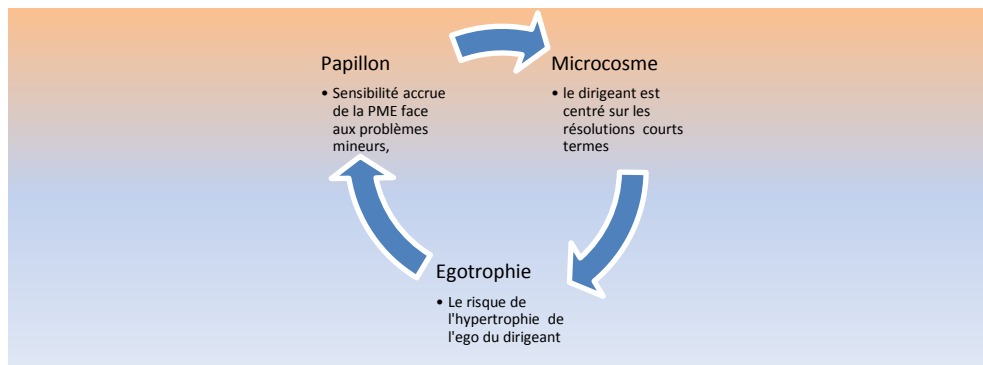 Papillon
• Sensibilité accrue
de la PME face
aux problèmes
mineurs,
Microcosme
• le dirigeant est
centré sur les
résolutions courts
termes
Egotrophie
• Le risque de
l'hypertrophie de
l'ego du dirigeant